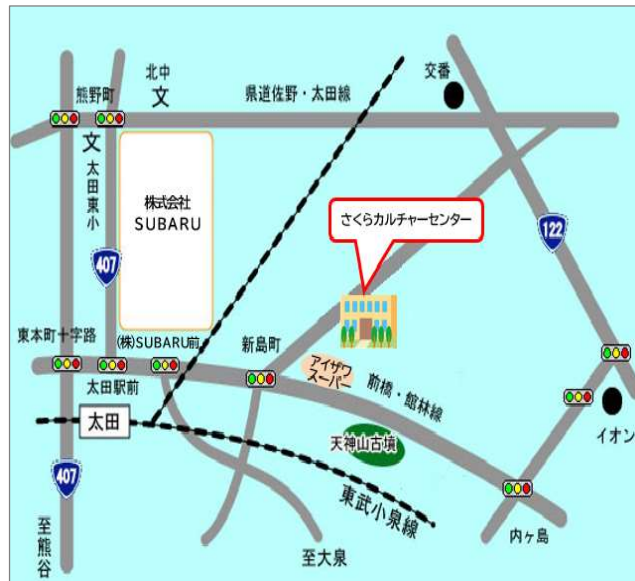 北中
文
交番
熊野町
県道佐野・太田線
文
太田東小
株式会社
SUBARU
さくらカルチャーセンター
122
407
東本町十字路
(株)SUBARU前
新島町
アイザワ
スーパー
太田駅前
前橋・館林線
太田
イオン
天神山古墳
407
東武小泉線
内ヶ島
至熊谷
至大泉